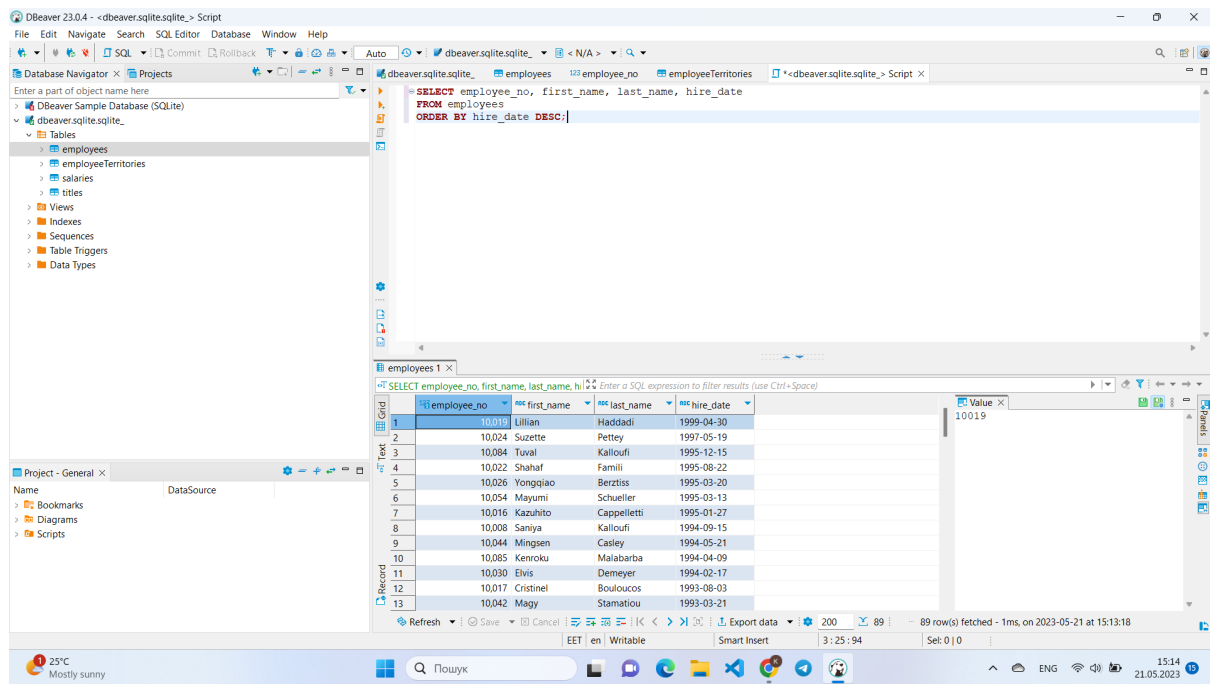 DBeaver 23.0.4 - <dbeaver.sqlite.sqlite_> Script
File Edit Navigate Search SQL Editor Database Window Help
SQL Commit Rollback Auto dbeaver.sqlite.sqlite_ < N/A >
Database Navigator Projects
Enter a part of object name here
DBeaver Sample Database (SQLite)
dbeaver.sqlite.sqlite_
Tables
employees
employeeTerritories
salaries
titles
Views
Indexes
Sequences
Table Triggers
Data Types
Project - General
Name DataSource
Bookmarks
Diagrams
Scripts
dbeaver.sqlite.sqlite_ employees 123 employee_no employeeTerritories *<dbeaver.sqlite.sqlite_> Script
SELECT employee_no, first_name, last_name, hire_date
FROM employees
ORDER BY hire_date DESC;
employees 1
SELECT employee_no, first_name, last_name, hi Enter a SQL expression to filter results (use Ctrl+Space)
Grid
Text
Record
employee_no ABC first_name ABC last_name ABC hire_date
1 10,019 Lillian Haddadi 1999-04-30
2 10,024 Suzette Pettey 1997-05-19
3 10,084 Tuval Kalloufi 1995-12-15
4 10,022 Shahaf Famili 1995-08-22
5 10,026 Yongqiao Berztiss 1995-03-20
6 10,054 Mayumi Schueller 1995-03-13
7 10,016 Kazuhito Cappelletti 1995-01-27
8 10,008 Saniya Kalloufi 1994-09-15
9 10,044 Mingsen Casley 1994-05-21
10 10,085 Kenroku Malabarba 1994-04-09
11 10,030 Elvis Demeyer 1994-02-17
12 10,017 Cristinel Bouloucos 1993-08-03
13 10,042 Magy Stamatiou 1993-03-21
Value
10019
Panels
Refresh Save Cancel Export data 200 89 89 row(s) fetched - 1ms, on 2023-05-21 at 15:13:18
EET en Writable Smart Insert 3 : 25 : 94 Sel: 0 | 0
1
25°C
Mostly sunny
Пошук
K
ENG
15:14
21.05.2023
15